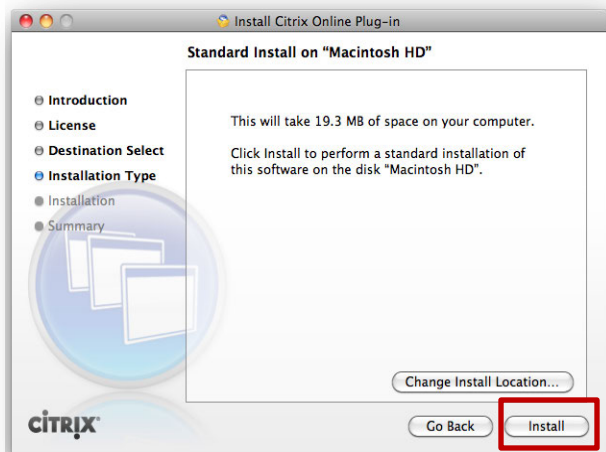 Install Citrix Online Plug-in
Standard Install on “Macintosh HD”
Introduction
License
Destination Select
Installation Type
Installation
Summary
This will take 19.3 MB of space on your computer.
Click Install to perform a standard installation of
this software on the disk “Macintosh HD”.
Change Install Location...
CITRIX
Go Back
Install